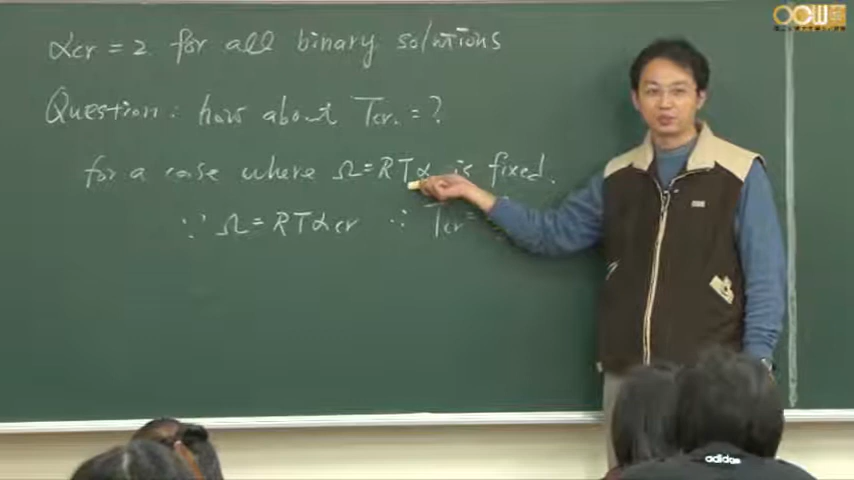 αcr = 2 for all binary solutions
Question : how about Tcr. = ?
for a case where Ω = RTα is fixed.
∵ Ω = RTαcr ∴ Tcr =
OCW
adidas